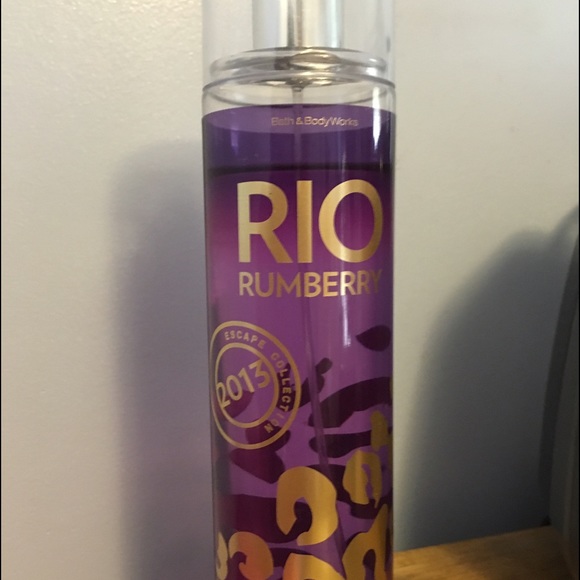 Bath & BodyWorks
RIO
RUMBERRY
ESCAPE COLLECTION
2013